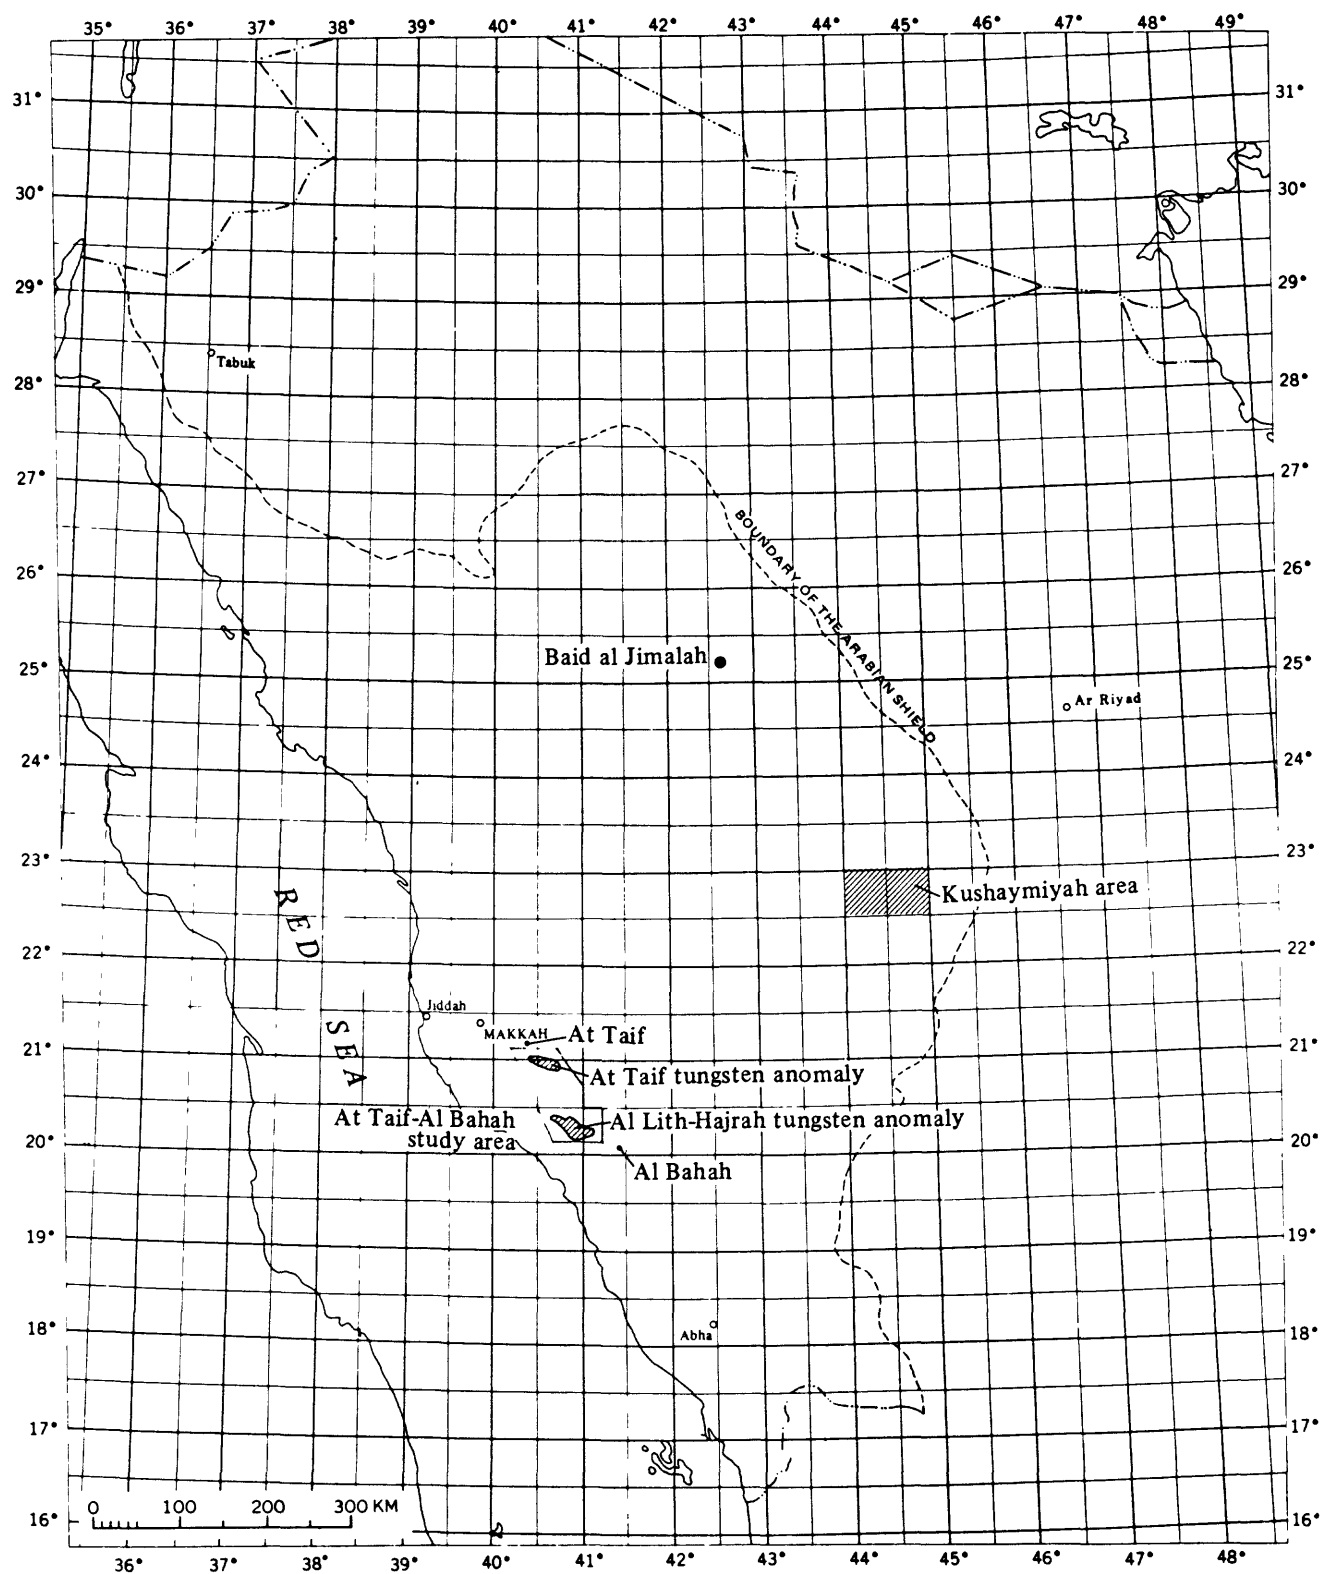 35° 36° 37° 38° 39° 40° 41° 42° 43° 44° 45° 46° 47° 48° 49°
31° 31°
30° 30°
29° 29°
Tabuk
28° 28°
27° 27°
BOUNDARY OF THE ARABIAN SHIELD
26° 26°
Baid al Jimalah
25° 25°
Ar Riyad
24° 24°
23° 23°
Kushaymiyah area
RED
22° 22°
Jiddah
SEA
MAKKAH
At Taif
21° 21°
At Taif tungsten anomaly
At Taif-Al Bahah
study area
Al Lith-Hajrah tungsten anomaly
20° 20°
Al Bahah
19° 19°
18° 18°
Abha
17° 17°
0 100 200 300 KM
16° 16°
36° 37° 38° 39° 40° 41° 42° 43° 44° 45° 46° 47° 48°